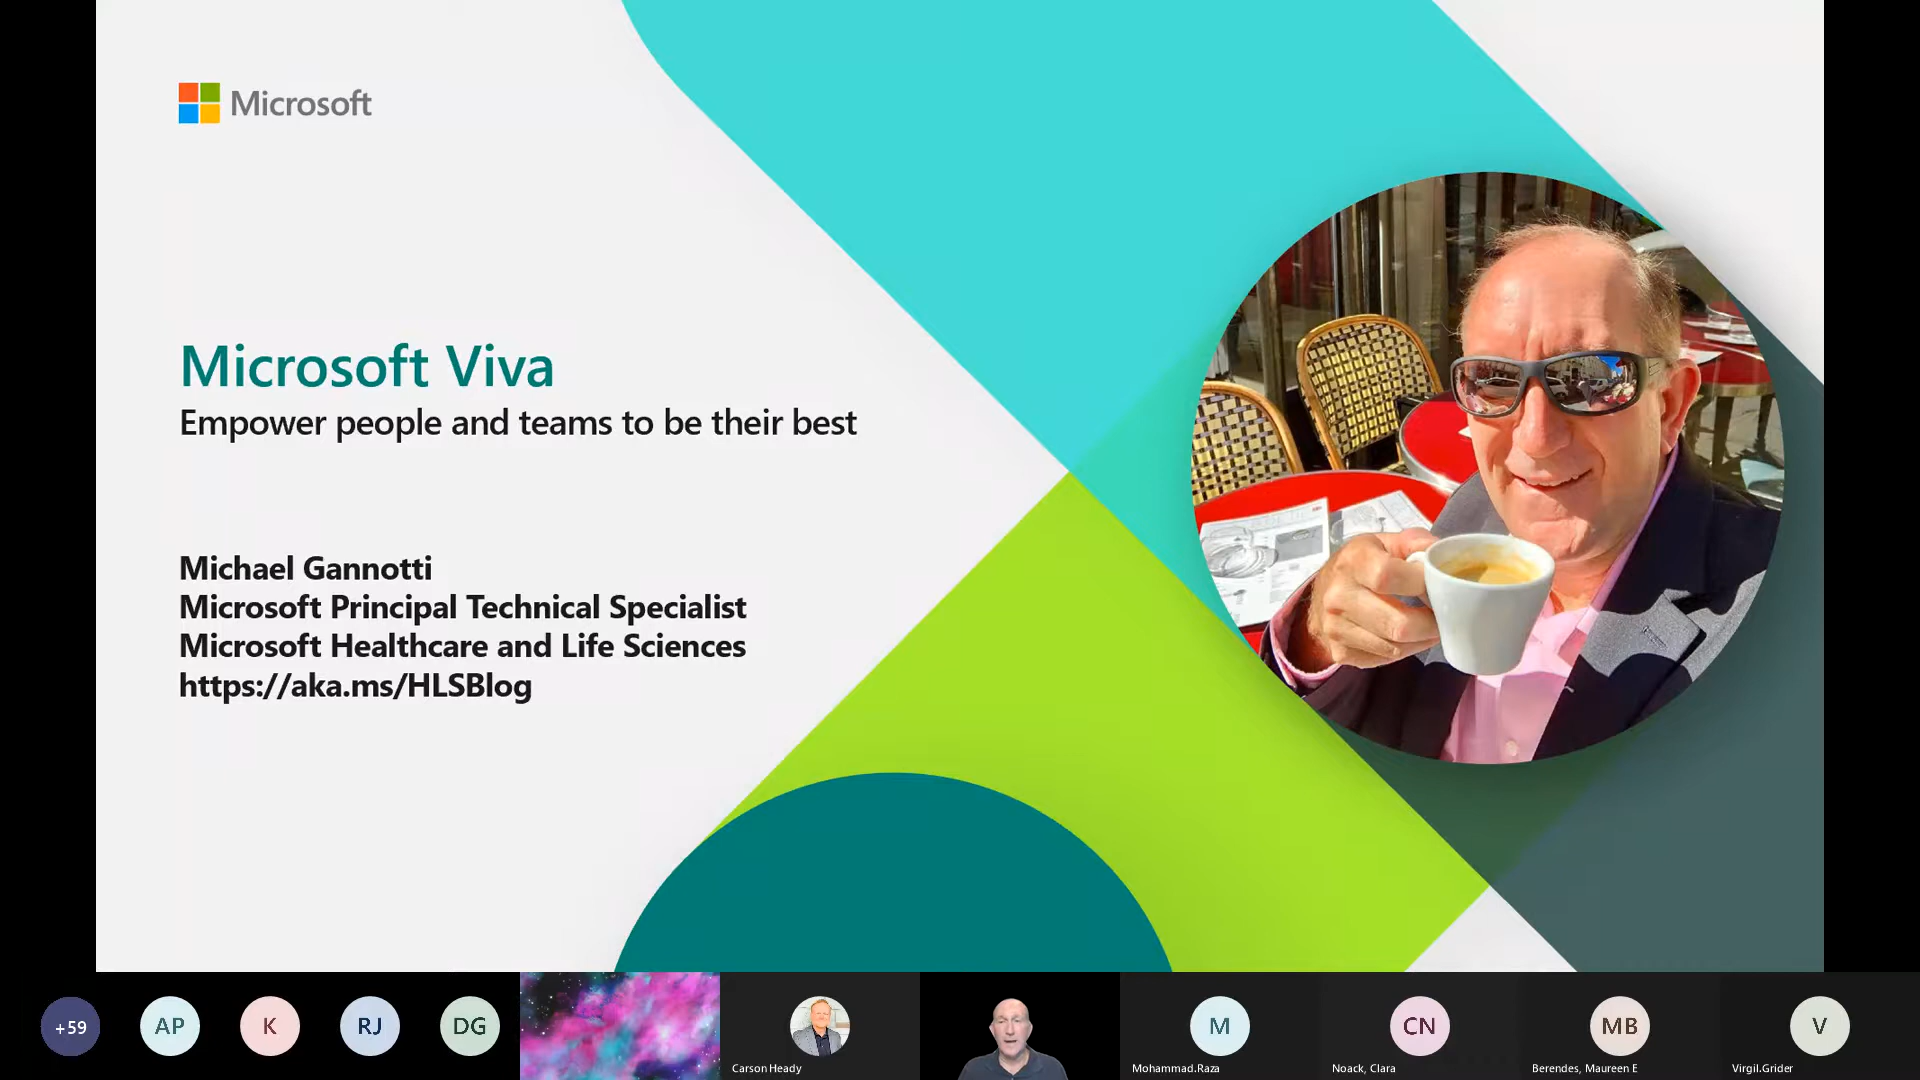 Microsoft
Microsoft Viva
Empower people and teams to be their best
Michael Gannotti
Microsoft Principal Technical Specialist
Microsoft Healthcare and Life Sciences
https://aka.ms/HLSBlog
+59
AP
K
RJ
DG
M
CN
MB
V
Carson Heady
Mohammad.Raza
Noack, Clara
Berendes, Maureen E
Virgil.Grider